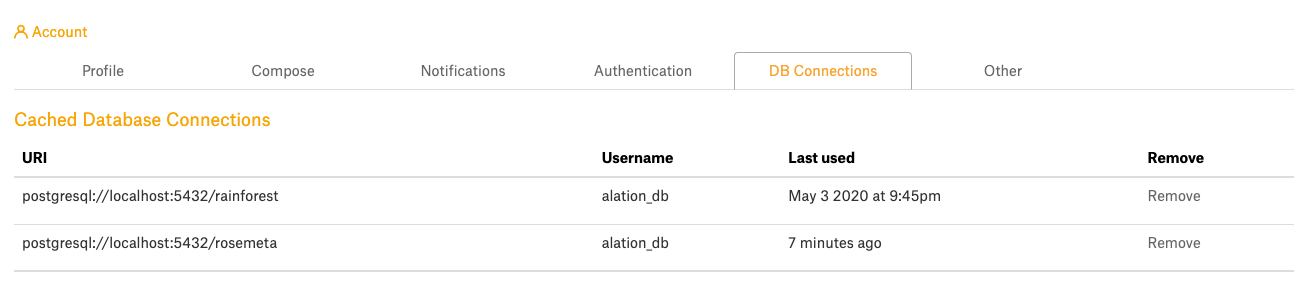 Account
Profile Compose Notifications Authentication DB Connections Other
Cached Database Connections
URI Username Last used Remove
postgresql://localhost:5432/rainforest alation_db May 3 2020 at 9:45pm Remove
postgresql://localhost:5432/rosemeta alation_db 7 minutes ago Remove